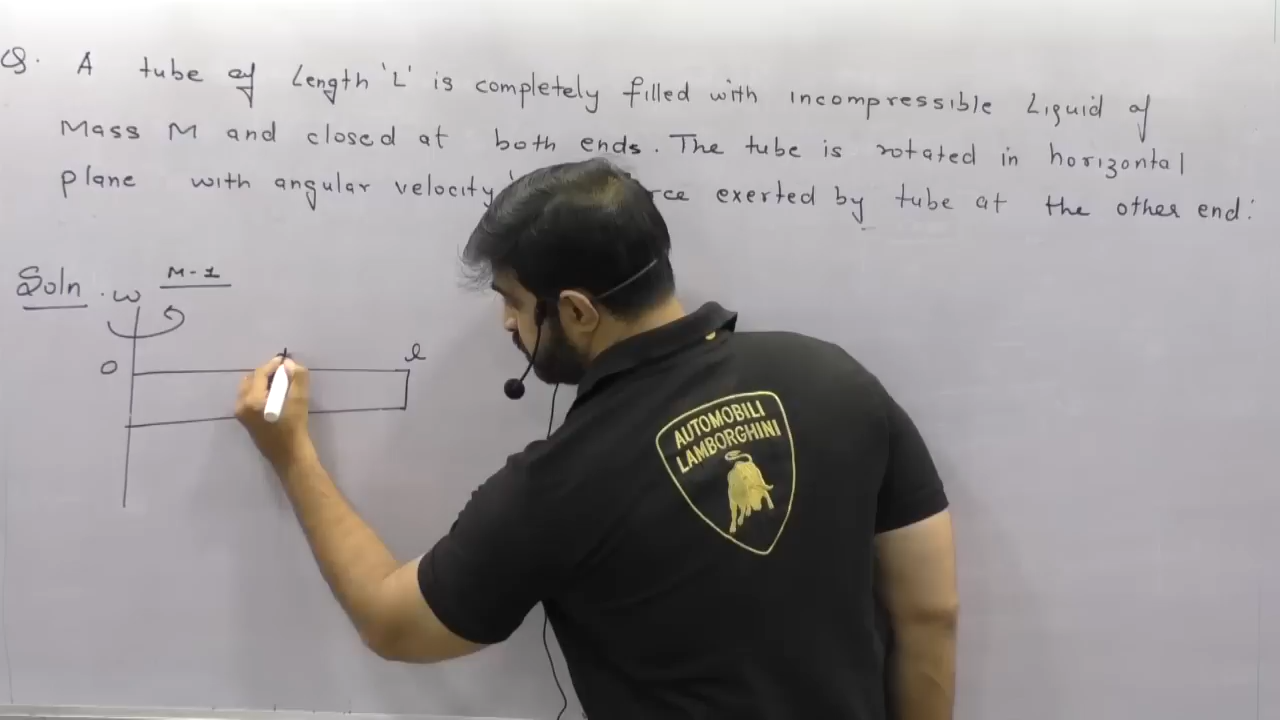 Q. A tube of Length 'L' is completely filled with incompressible Liquid of
Mass M and closed at both ends. The tube is rotated in horizontal
plane with angular velocity exerted by tube at the other end:
Soln. ω M-1
O l
AUTOMOBILI
LAMBORGHINI